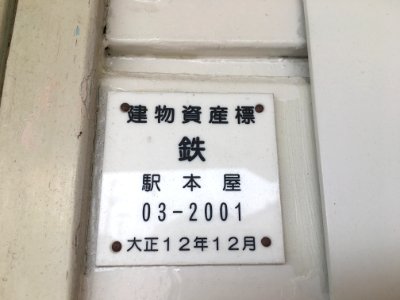 建物資産標
鉄
駅本屋
03-2001
大正12年12月